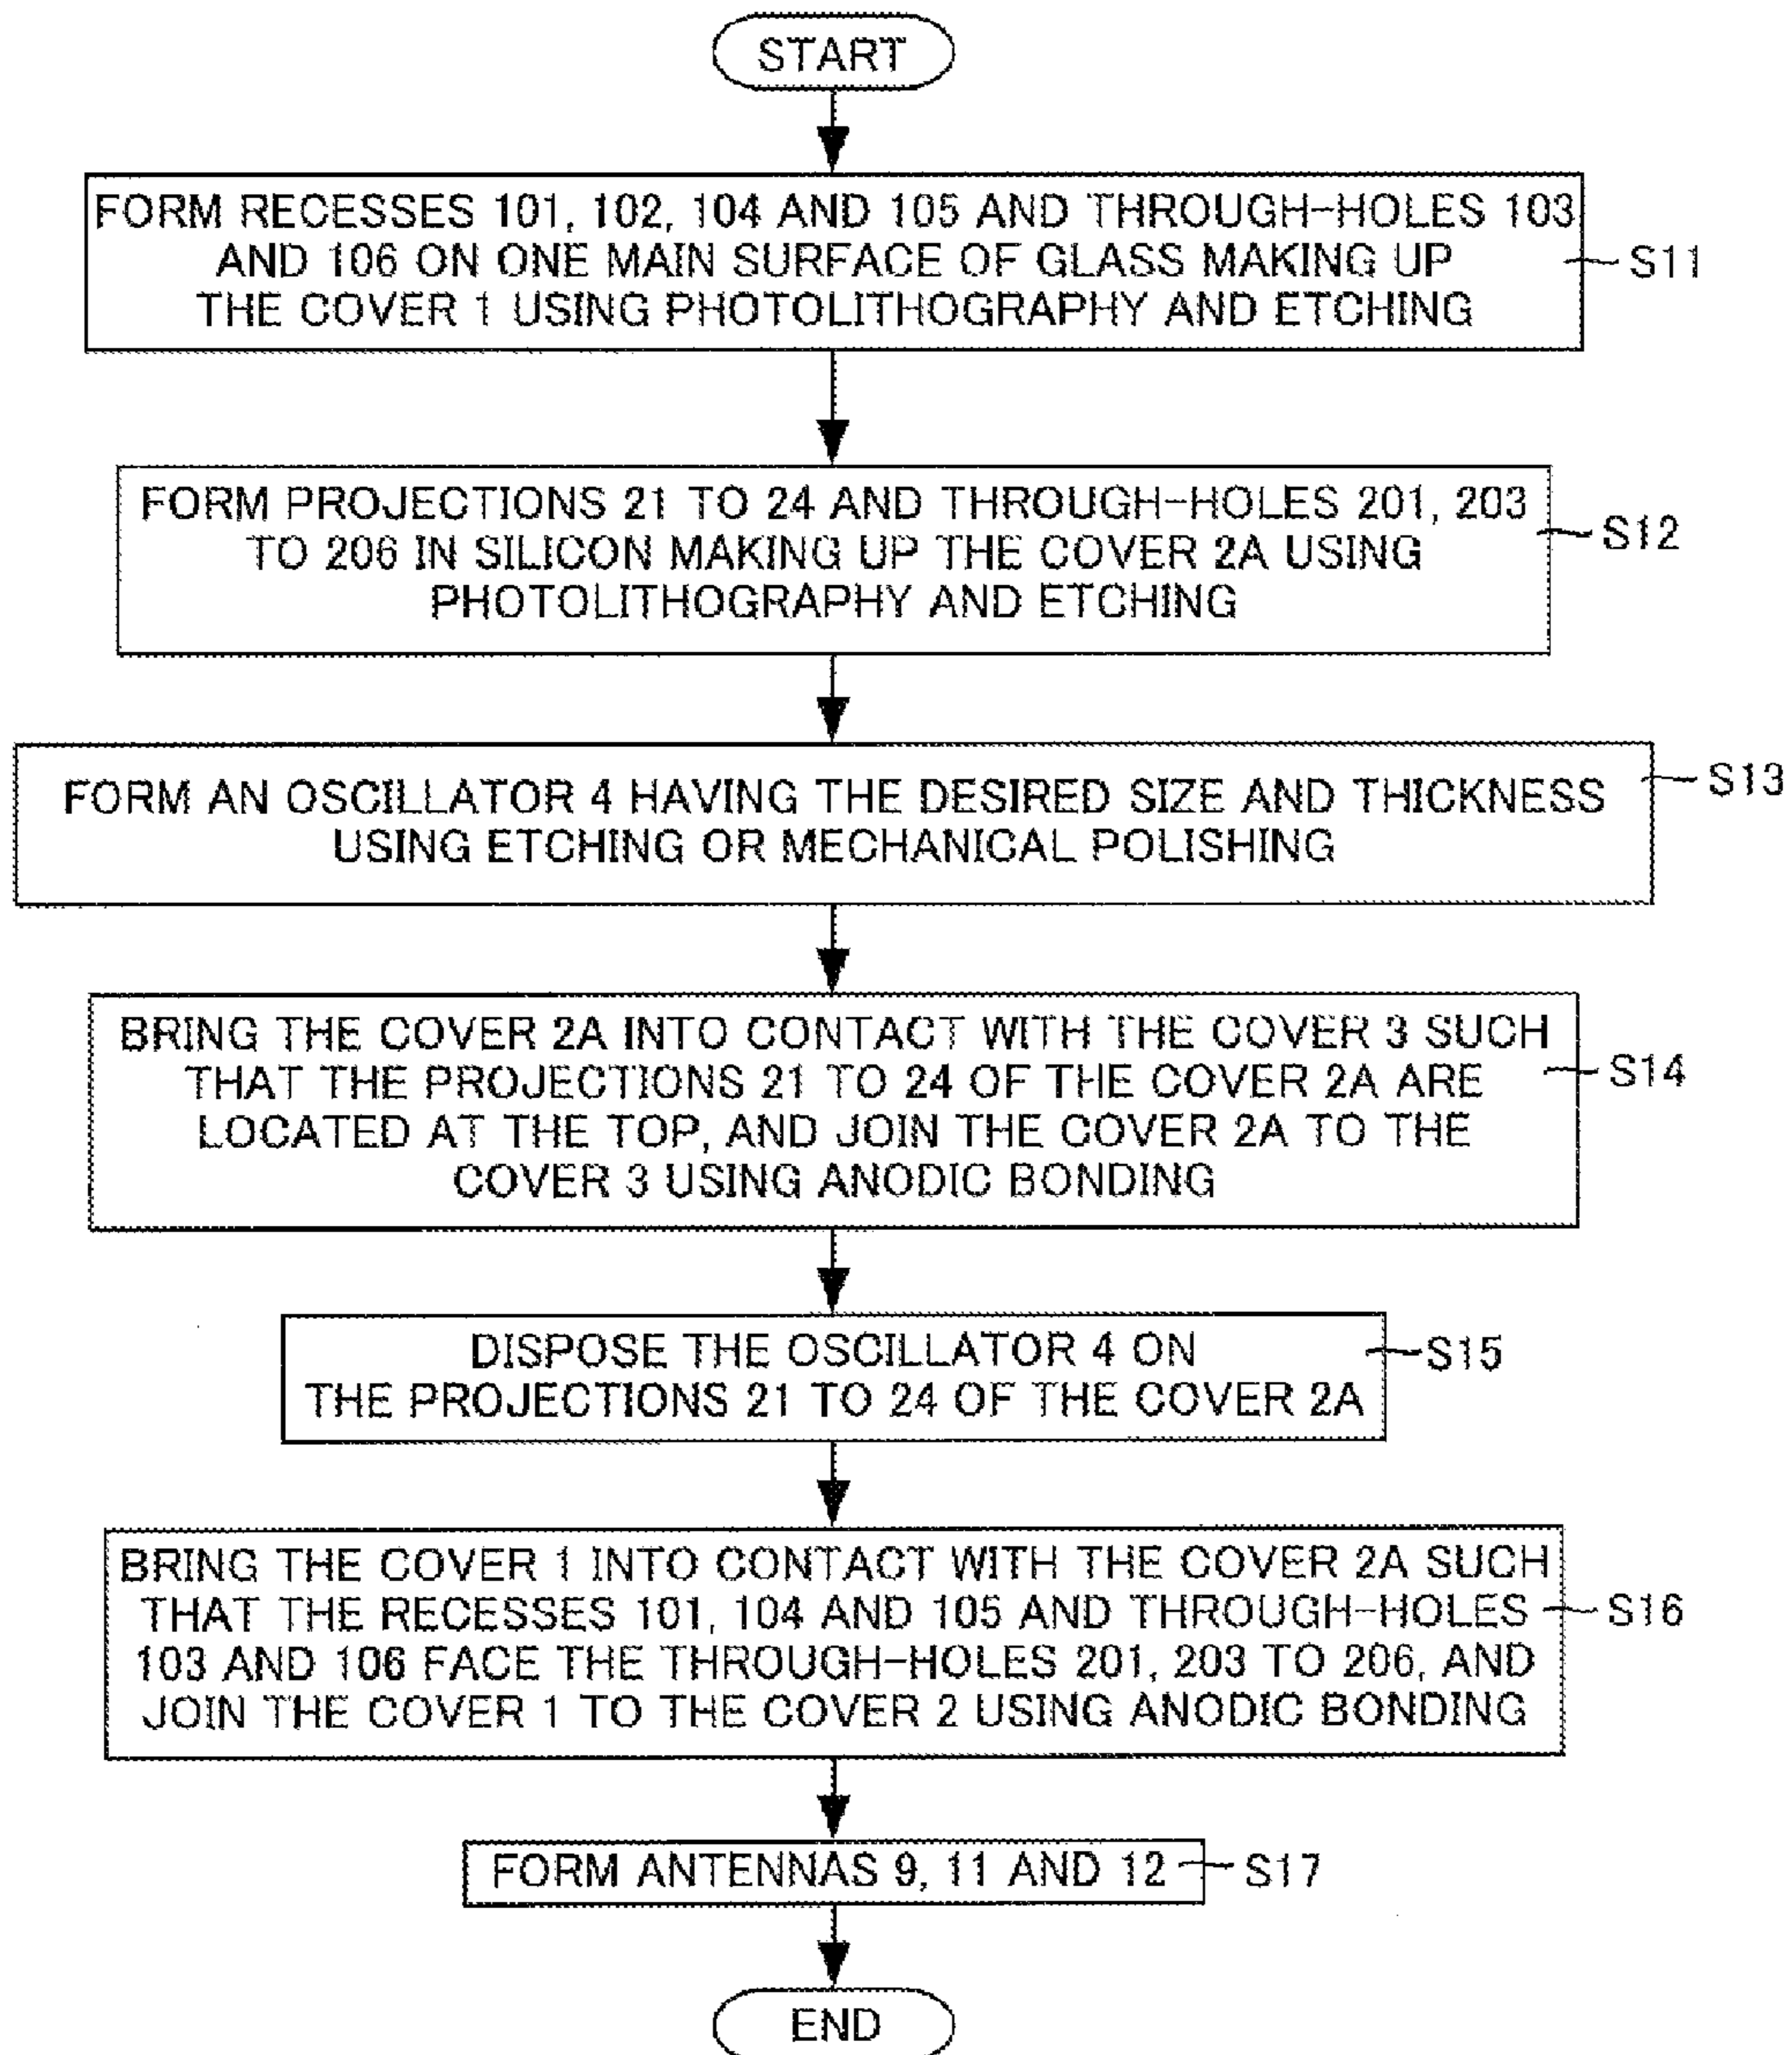 START
FORM RECESSES 101, 102, 104 AND 105 AND THROUGH-HOLES 103
AND 106 ON ONE MAIN SURFACE OF GLASS MAKING UP
THE COVER 1 USING PHOTOLITHOGRAPHY AND ETCHING
S11
FORM PROJECTIONS 21 TO 24 AND THROUGH-HOLES 201, 203
TO 206 IN SILICON MAKING UP THE COVER 2A USING
PHOTOLITHOGRAPHY AND ETCHING
S12
FORM AN OSCILLATOR 4 HAVING THE DESIRED SIZE AND THICKNESS
USING ETCHING OR MECHANICAL POLISHING
S13
BRING THE COVER 2A INTO CONTACT WITH THE COVER 3 SUCH
THAT THE PROJECTIONS 21 TO 24 OF THE COVER 2A ARE
LOCATED AT THE TOP, AND JOIN THE COVER 2A TO THE
COVER 3 USING ANODIC BONDING
S14
DISPOSE THE OSCILLATOR 4 ON
THE PROJECTIONS 21 TO 24 OF THE COVER 2A
S15
BRING THE COVER 1 INTO CONTACT WITH THE COVER 2A SUCH
THAT THE RECESSES 101, 104 AND 105 AND THROUGH-HOLES
103 AND 106 FACE THE THROUGH-HOLES 201, 203 TO 206, AND
JOIN THE COVER 1 TO THE COVER 2 USING ANODIC BONDING
S16
FORM ANTENNAS 9, 11 AND 12
S17
END